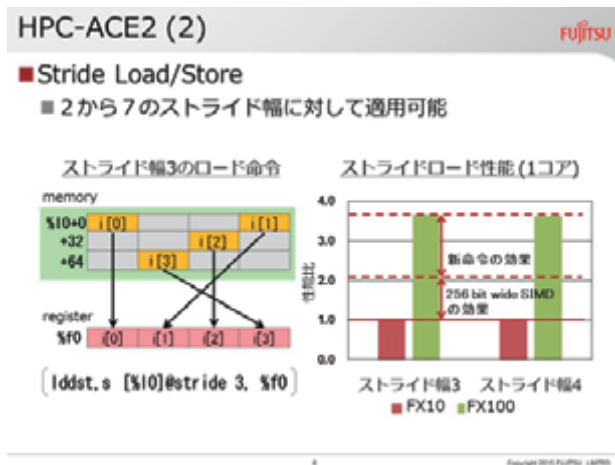 HPC-ACE2 (2)
FUJITSU
■Stride Load/Store
■2から7のストライド幅に対して適用可能
ストライド幅3のロード命令
memory
%l0+0 i[0] i[1]
+32 i[2]
+64 i[3]
register
%f0 i[0] i[1] i[2] i[3]
(lddst,s [%l0]@stride 3, %f0)
ストライドロード性能(1コア)
性能比
4.0
3.0
2.0
1.0
0.0
新命令の効果
256 bit wide SIMD
の効果
ストライド幅3 ストライド幅4
FX10 FX100
Copyright 2015 FUJITSU LIMITED